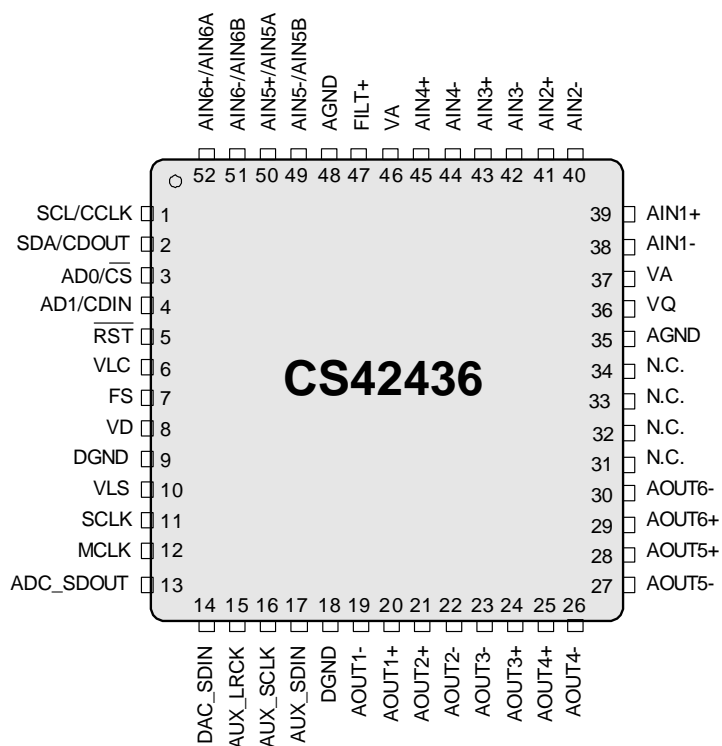 AIN6+/AIN6A
AIN6-/AIN6B
AIN5+/AIN5A
AIN5-/AIN5B
AGND
FILT+
VA
AIN4+
AIN4-
AIN3+
AIN3-
AIN2+
AIN2-
52 51 50 49 48 47 46 45 44 43 42 41 40
SCL/CCLK 1
SDA/CDOUT 2
AD0/C̅S̅ 3
AD1/CDIN 4
R̅S̅T̅ 5
VLC 6
FS 7
VD 8
DGND 9
VLS 10
SCLK 11
MCLK 12
ADC_SDOUT 13
CS42436
39 AIN1+
38 AIN1-
37 VA
36 VQ
35 AGND
34 N.C.
33 N.C.
32 N.C.
31 N.C.
30 AOUT6-
29 AOUT6+
28 AOUT5+
27 AOUT5-
14 15 16 17 18 19 20 21 22 23 24 25 26
DAC_SDIN
AUX_LRCK
AUX_SCLK
AUX_SDIN
DGND
AOUT1-
AOUT1+
AOUT2+
AOUT2-
AOUT3-
AOUT3+
AOUT4+
AOUT4-